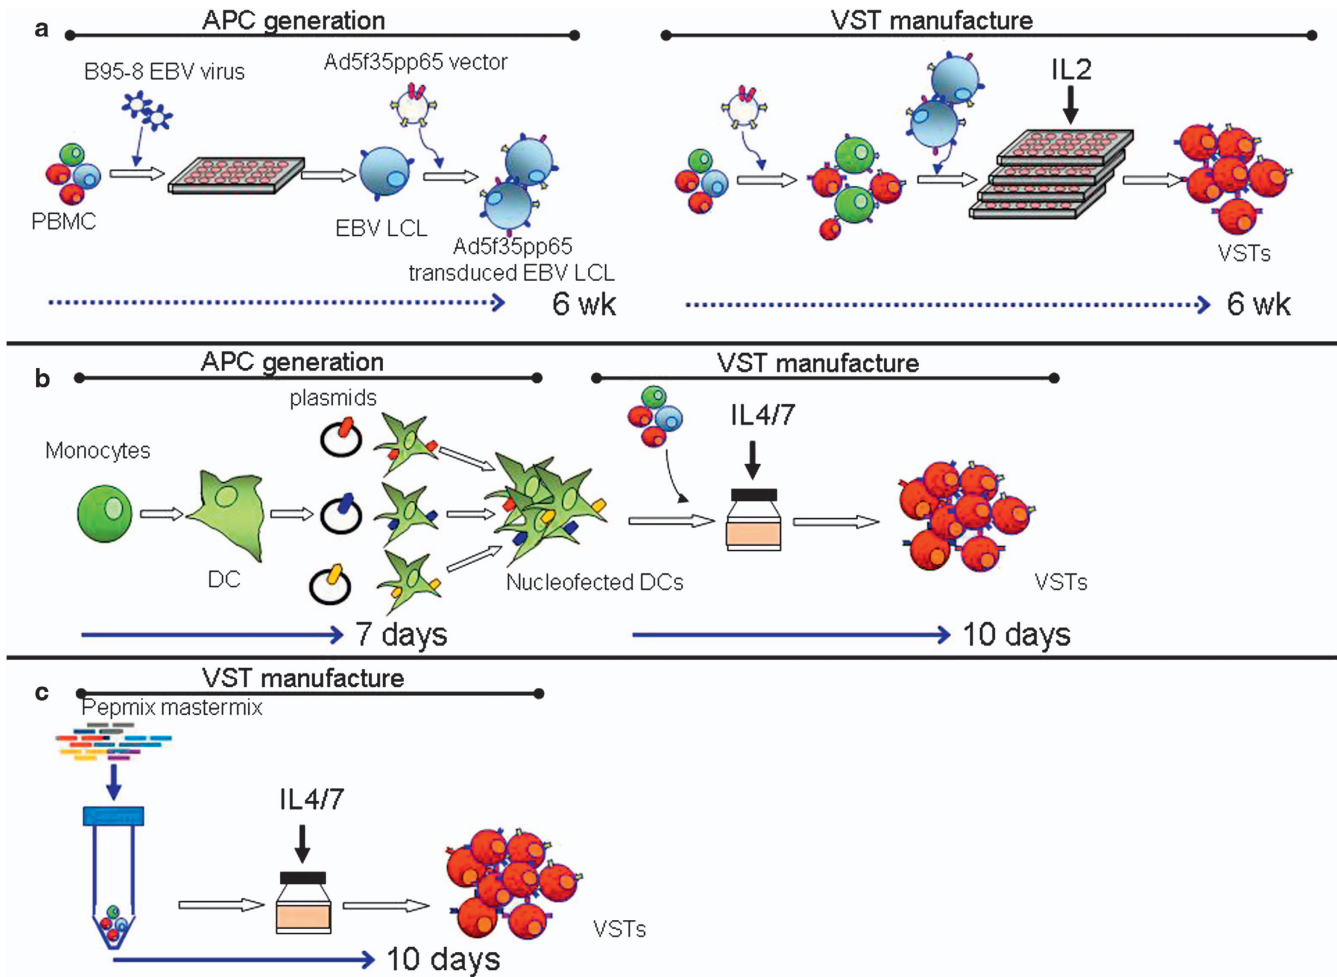 a
APC generation
VST manufacture
B95-8 EBV virus
Ad5f35pp65 vector
IL2
PBMC
EBV LCL
Ad5f35pp65
transduced EBV LCL
VSTs
6 wk
6 wk
b
APC generation
VST manufacture
plasmids
Monocytes
IL4/7
DC
Nucleofected DCs
VSTs
7 days
10 days
c
VST manufacture
Pepmix mastermix
IL4/7
VSTs
10 days